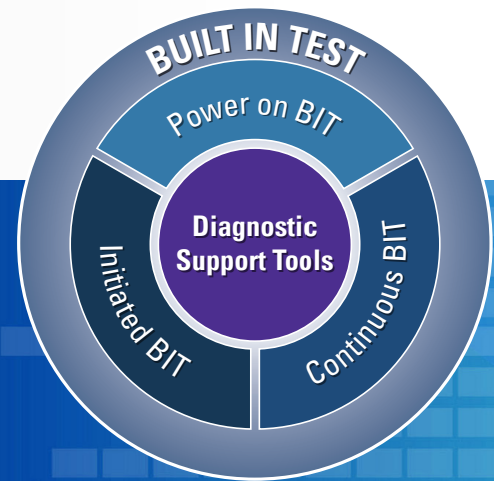 BUILT IN TEST
Power on BIT
Diagnostic
Support Tools
Initiated BIT
Continuous BIT